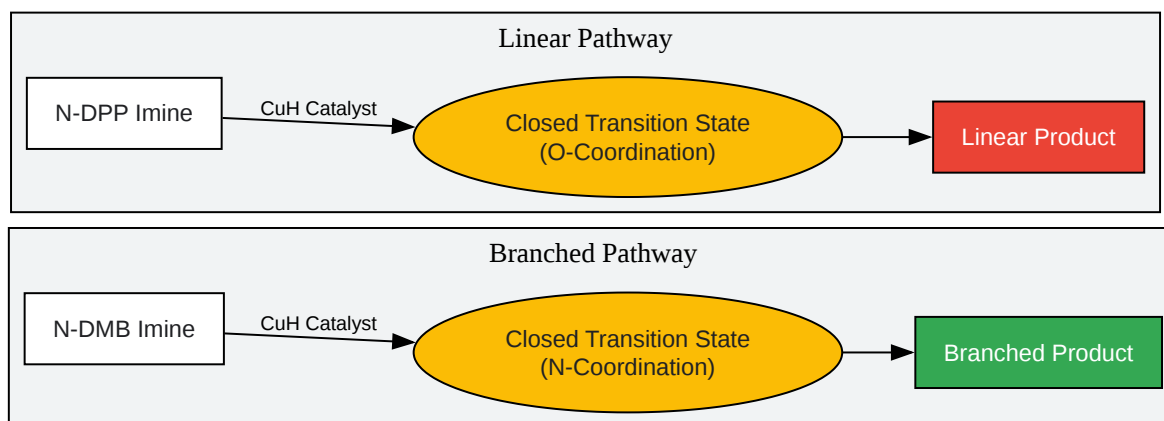 Linear Pathway
N-DPP Imine
CuH Catalyst
Closed Transition State
(O-Coordination)
Linear Product
Branched Pathway
N-DMB Imine
CuH Catalyst
Closed Transition State
(N-Coordination)
Branched Product